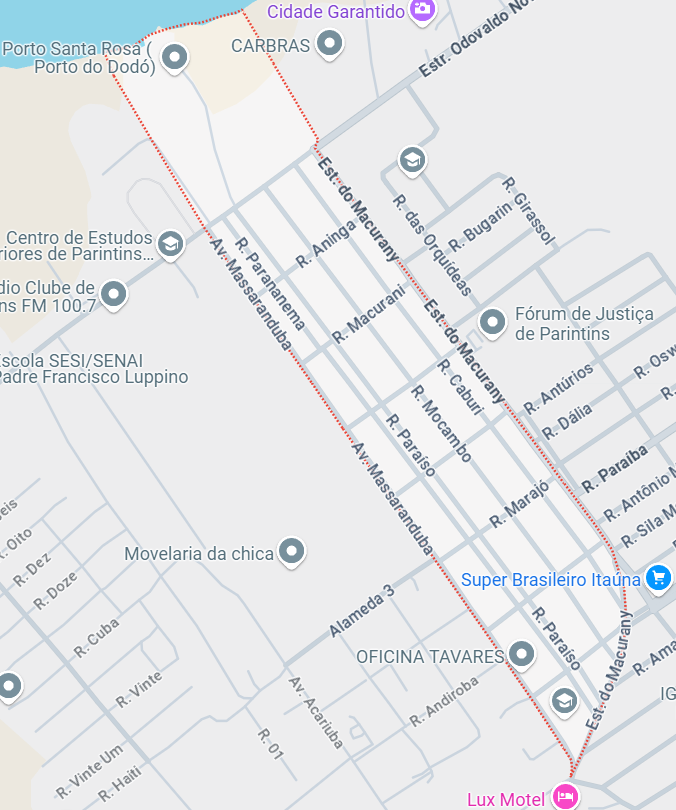 Cidade Garantido
Porto Santa Rosa (
Porto do Dodó)
CARBRAS
Estr. Odovaldo No
Est. do Macurany
R. das Orquídeas
R. Girassol
R. Bugarin
Centro de Estudos
riores de Parintins...
R. Aninga
R. Parananema
Av. Massaranduba
dio Clube de
ns FM 100.7
R. Macurani
Est. do Macurany
Fórum de Justiça
de Parintins
Escola SESI/SENAI
Padre Francisco Luppino
R. Caburi
R. Antúrios
R. Osw
R. Mocambo
R. Dália
R.
R. Paraíso
R. Paraíba
Av. Massaranduba
R. Marajó
R. Antônio M
R. Sila M
eis
R. Oito
R. Dez
R. Doze
Movelaria da chica
Super Brasileiro Itaúna
Alameda 3
R. Cuba
R. Paraíso
Est. do Macurany
R. Ama
OFICINA TAVARES
R. Vinte
Av. Acariuba
R. Andiroba
IG
R. 01
R. Vinte Um
R. Haiti
Lux Motel